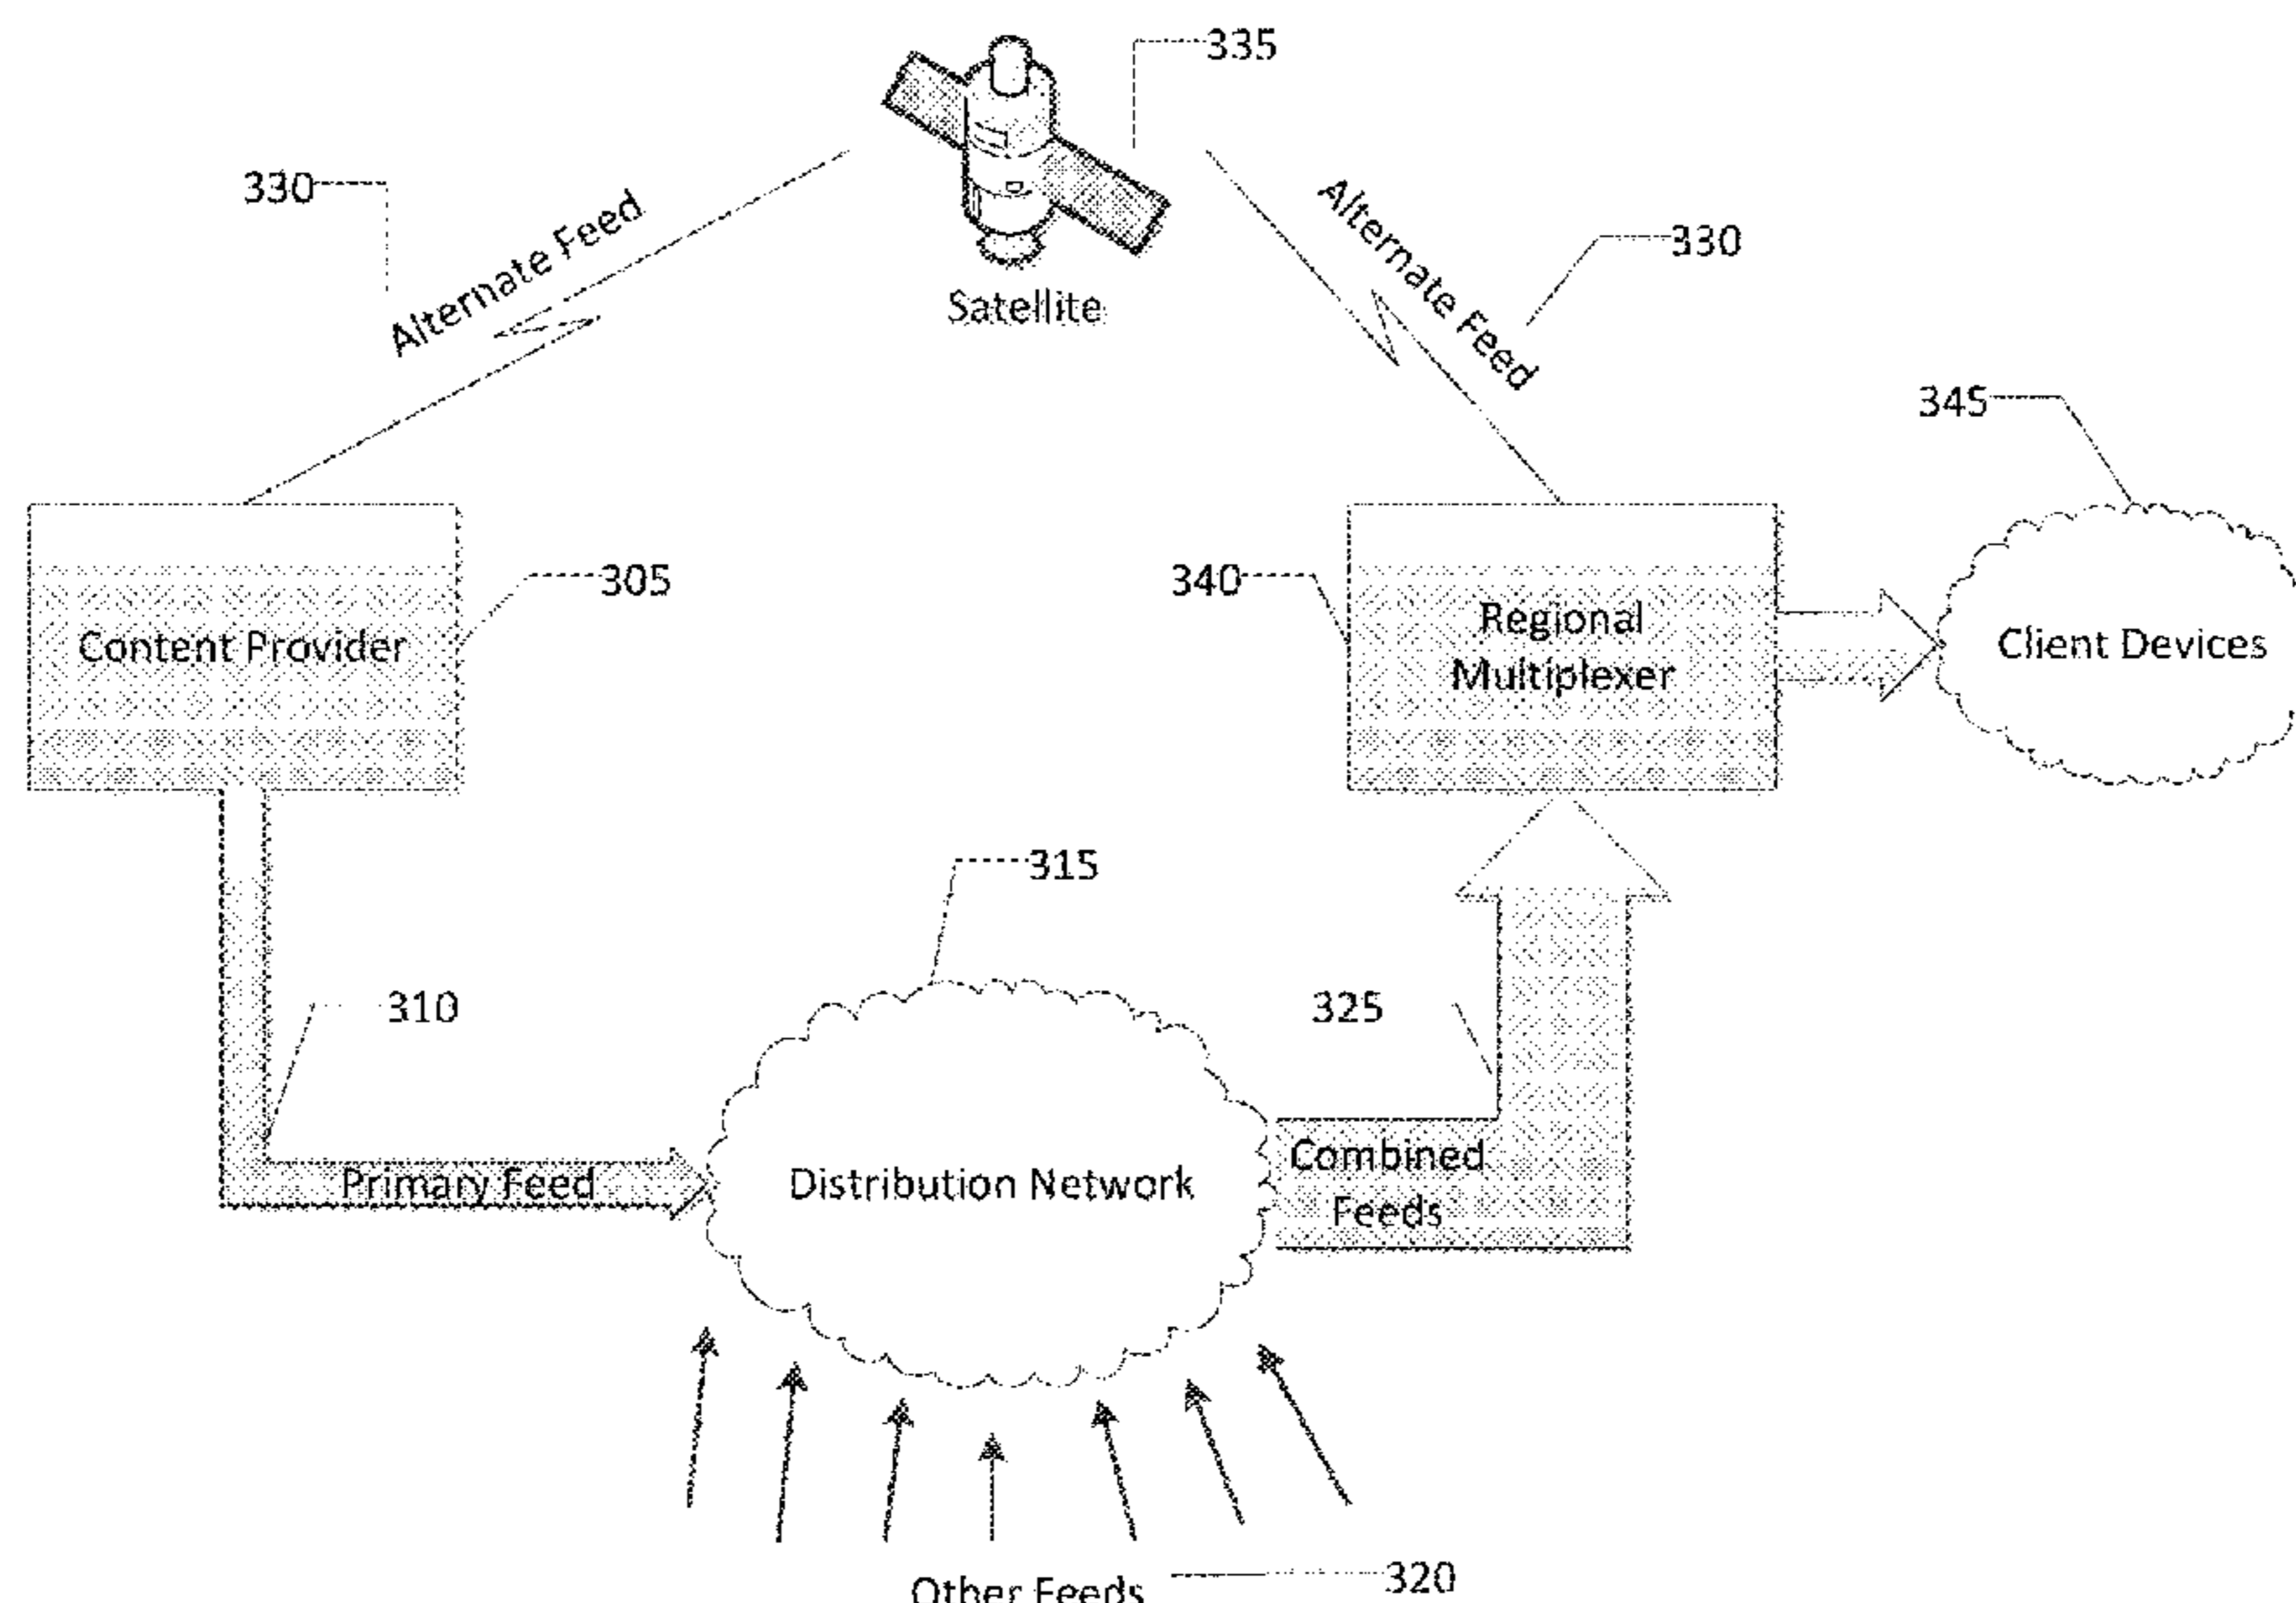 335
330
Alternate Feed
Satellite
Alternate Feed
330
345
Content Provider
305
340
Regional
Multiplexer
Client Devices
315
310
325
Primary Feed
Distribution Network
Combined
Feeds
Other Feeds
320